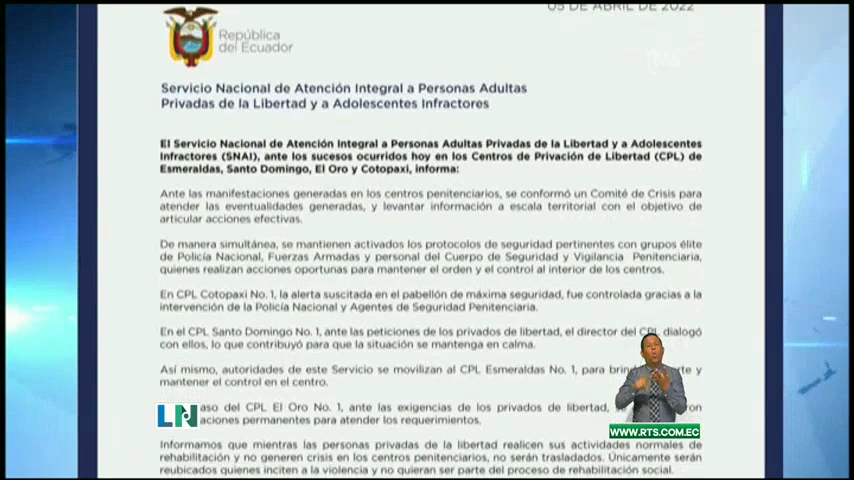 05 DE ABRIL DE 2022
República
del Ecuador
RTS
Servicio Nacional de Atención Integral a Personas Adultas
Privadas de la Libertad y a Adolescentes Infractores
El Servicio Nacional de Atención Integral a Personas Adultas Privadas de la Libertad y a Adolescentes
Infractores (SNAI), ante los sucesos ocurridos hoy en los Centros de Privación de Libertad (CPL) de
Esmeraldas, Santo Domingo, El Oro y Cotopaxi, informa:
Ante las manifestaciones generadas en los centros penitenciarios, se conformó un Comité de Crisis para
atender las eventualidades generadas, y levantar información a escala territorial con el objetivo de
articular acciones efectivas.
De manera simultánea, se mantienen activados los protocolos de seguridad pertinentes con grupos élite
de Policía Nacional, Fuerzas Armadas y personal del Cuerpo de Seguridad y Vigilancia Penitenciaria,
quienes realizan acciones oportunas para mantener el orden y el control al interior de los centros.
En CPL Cotopaxi No. 1, la alerta suscitada en el pabellón de máxima seguridad, fue controlada gracias a la
intervención de la Policía Nacional y Agentes de Seguridad Penitenciaria.
En el CPL Santo Domingo No. 1, ante las peticiones de los privados de libertad, el director del CPL dialogó
con ellos, lo que contribuyó para que la situación se mantenga en calma.
Así mismo, autoridades de este Servicio se movilizan al CPL Esmeraldas No. 1, para y
mantener el control en el centro.
del CPL El Oro No. 1, ante las exigencias de los privados de libertad,
permanentes para atender los requerimientos.
Informamos que mientras las personas privadas de la libertad realicen sus actividades normales de
rehabilitación y no generen crisis en los centros penitenciarios, no serán trasladados. Únicamente serán
reubicados quienes inciten a la violencia y no quieran ser parte del proceso de rehabilitación social.
LN
WWW.RTS.COM.EC